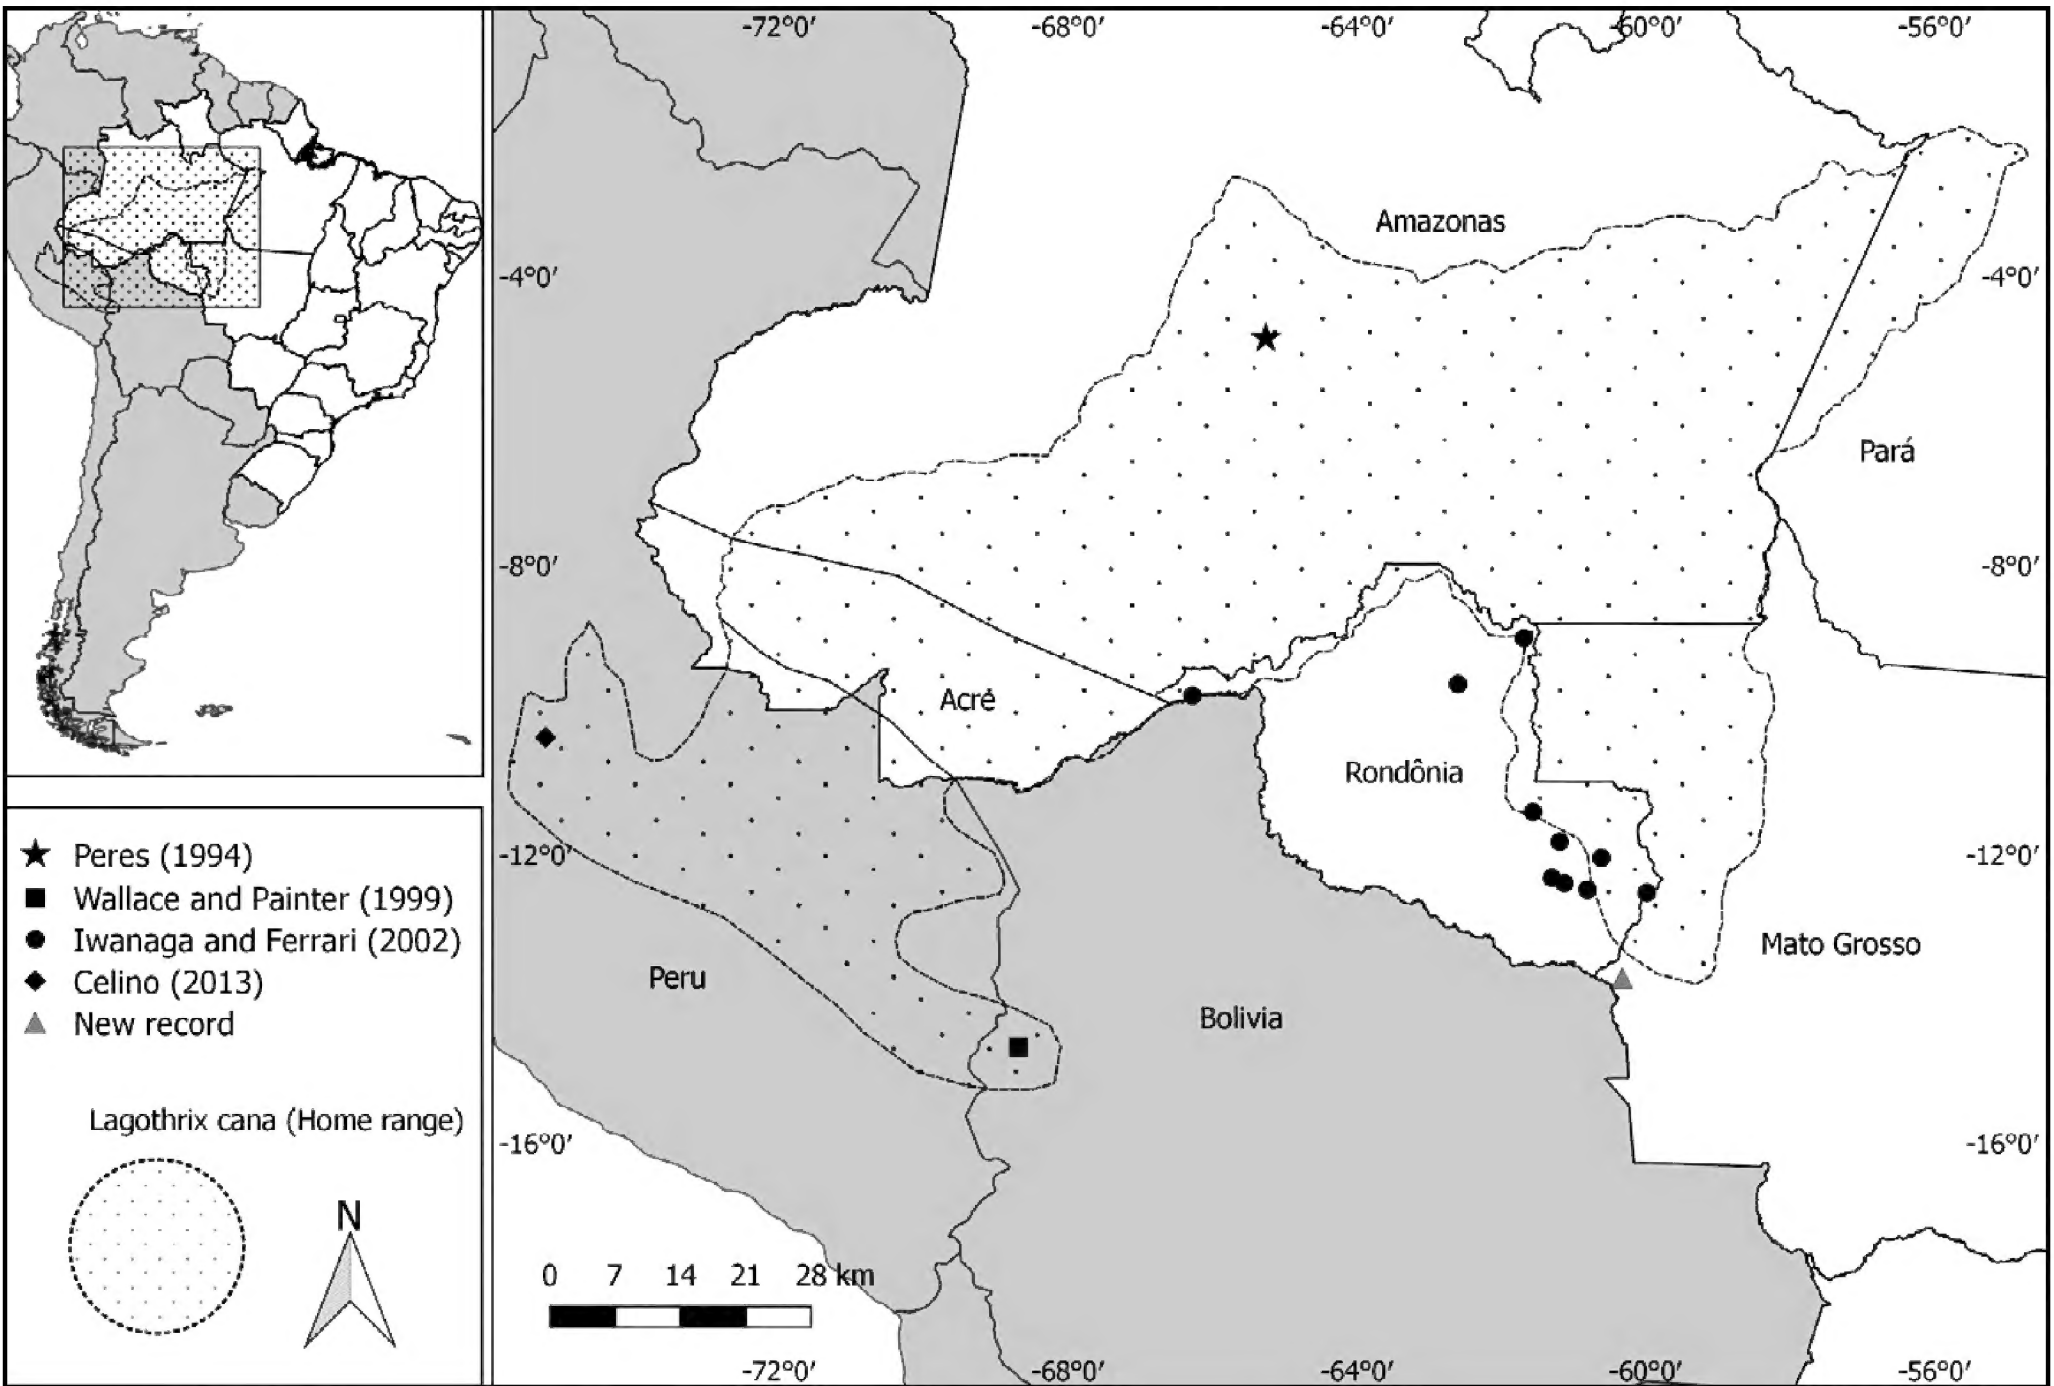 -72°0′ -68°0′ -64°0′ -60°0′ -56°0′
Amazonas
-4°0′ -4°0′
Pará
-8°0′ -8°0′
Acre
Rondônia
-12°0′ -12°0′
Mato Grosso
Peru
Bolivia
-16°0′ -16°0′
0 7 14 21 28 km
-72°0′ -68°0′ -64°0′ -60°0′ -56°0′
Peres (1994)
Wallace and Painter (1999)
Iwanaga and Ferrari (2002)
Celino (2013)
New record
Lagothrix cana (Home range)
N